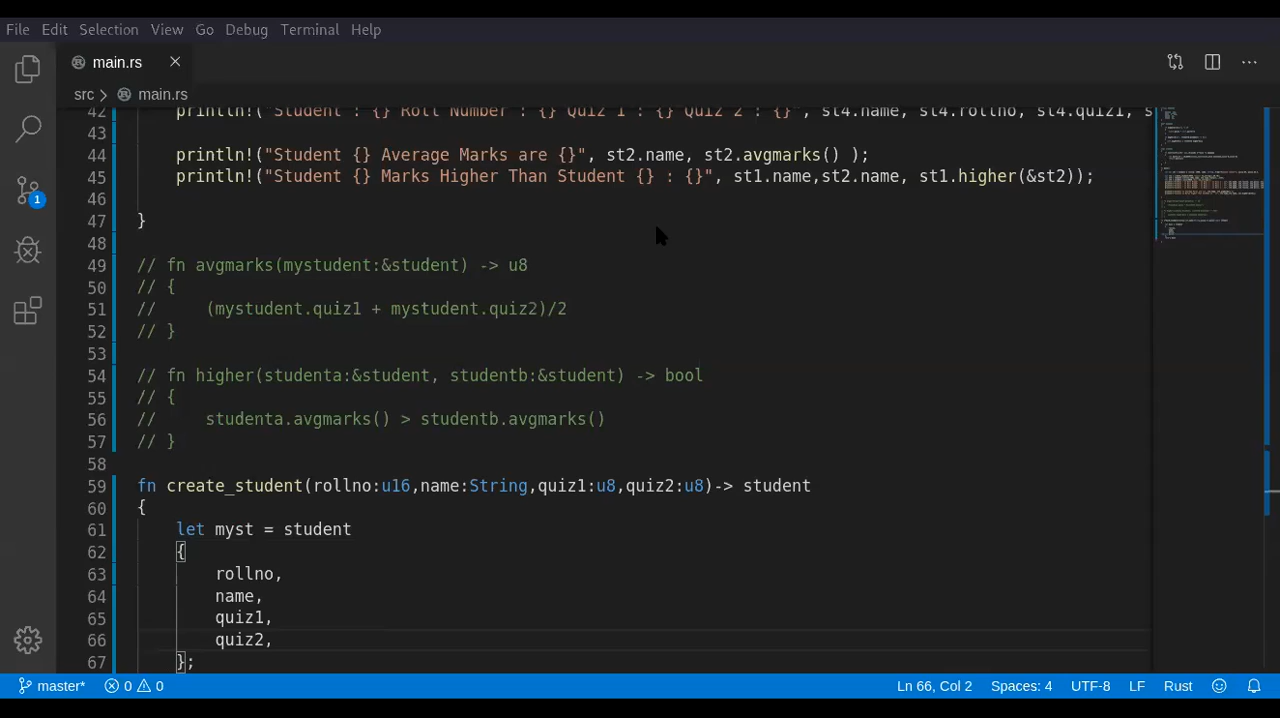 File Edit Selection View Go Debug Terminal Help
main.rs
src main.rs
42 println!("Student : {} Roll Number : {} Quiz 1 : {} Quiz 2 : {}", st4.name, st4.rollno, st4.quiz1, s
43
44 println!("Student {} Average Marks are {}", st2.name, st2.avgmarks() );
45 println!("Student {} Marks Higher Than Student {} : {}", st1.name,st2.name, st1.higher(&st2));
46
47 }
48
49 // fn avgmarks(mystudent:&student) -> u8
50 // {
51 // (mystudent.quiz1 + mystudent.quiz2)/2
52 // }
53
54 // fn higher(studenta:&student, studentb:&student) -> bool
55 // {
56 // studenta.avgmarks() > studentb.avgmarks()
57 // }
58
59 fn create_student(rollno:u16,name:String,quiz1:u8,quiz2:u8)-> student
60 {
61 let myst = student
62 {
63 rollno,
64 name,
65 quiz1,
66 quiz2,
67 };
1
master* 0 0 Ln 66, Col 2 Spaces: 4 UTF-8 LF Rust